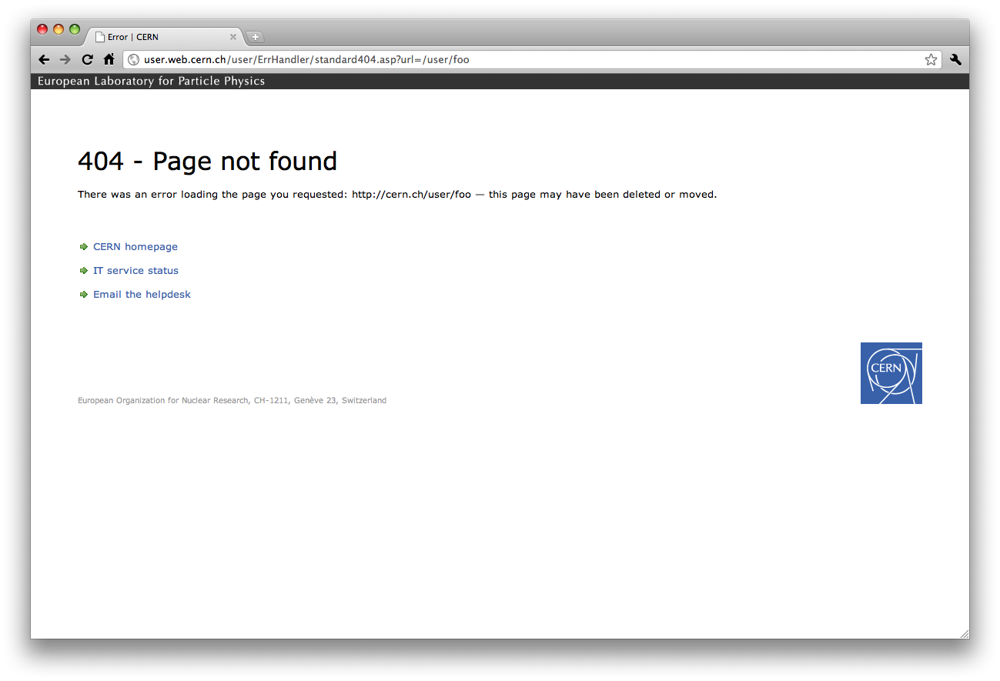 Error | CERN
user.web.cern.ch/user/ErrHandler/standard404.asp?url=/user/foo
European Laboratory for Particle Physics
404 - Page not found
There was an error loading the page you requested: http://cern.ch/user/foo — this page may have been deleted or moved.
CERN homepage
IT service status
Email the helpdesk
CERN
European Organization for Nuclear Research, CH-1211, Genève 23, Switzerland